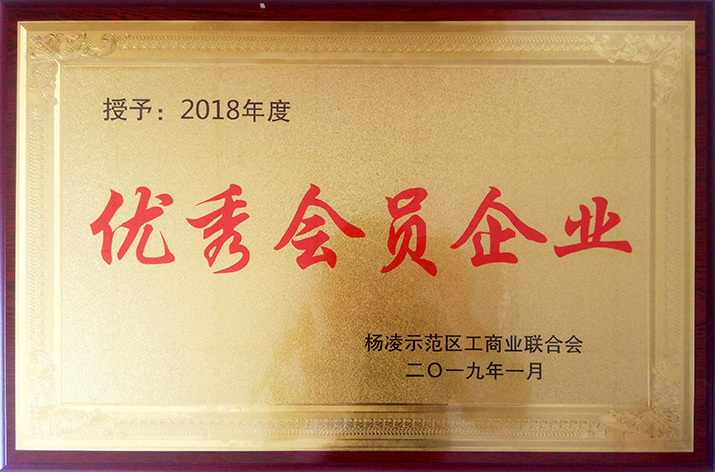 授予：2018年度
优秀会员企业
杨凌示范区工商业联合会
二〇一九年一月